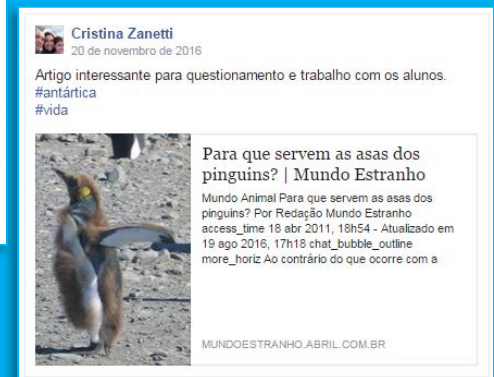 Cristina Zanetti
20 de novembro de 2016
Artigo interessante para questionamento e trabalho com os alunos.
#antártica
#vida
Para que servem as asas dos
pinguins? | Mundo Estranho
Mundo Animal Para que servem as asas dos
pinguins? Por Redação Mundo Estranho
access_time 18 abr 2011, 18h54 - Atualizado em
19 ago 2016, 17h18 chat_bubble_outline
more_horiz Ao contrário do que ocorre com a
MUNDOESTRANHO.ABRIL.COM.BR